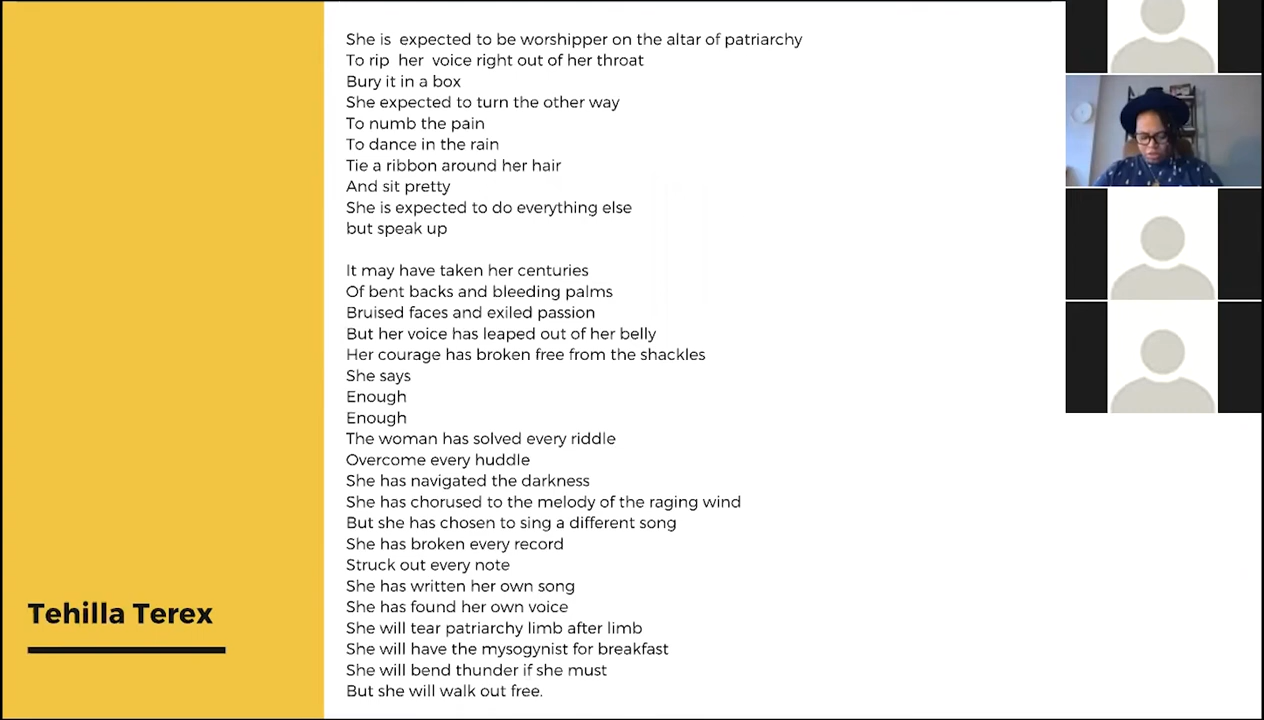 She is  expected to be worshipper on the altar of patriarchy
To rip  her  voice right out of her throat
Bury it in a box
She expected to turn the other way
To numb the pain
To dance in the rain
Tie a ribbon around her hair
And sit pretty
She is expected to do everything else
but speak up
It may have taken her centuries
Of bent backs and bleeding palms
Bruised faces and exiled passion
But her voice has leaped out of her belly
Her courage has broken free from the shackles
She says
Enough
Enough
The woman has solved every riddle
Overcome every huddle
She has navigated the darkness
She has chorused to the melody of the raging wind
But she has chosen to sing a different song
She has broken every record
Struck out every note
She has written her own song
She has found her own voice
She will tear patriarchy limb after limb
She will have the mysogynist for breakfast
She will bend thunder if she must
But she will walk out free.
Tehilla Terex